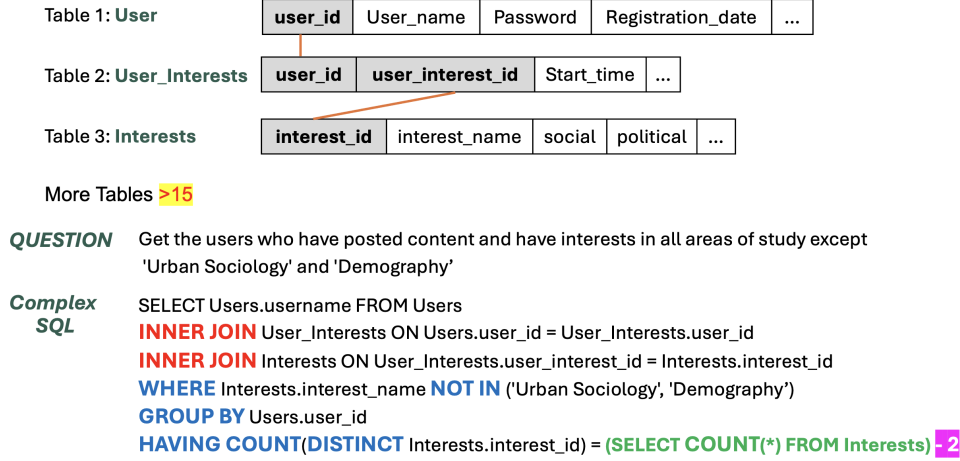 Table 1: User user_id User_name Password Registration_date ...
Table 2: User_Interests user_id user_interest_id Start_time ...
Table 3: Interests interest_id interest_name social political ...
More Tables >15
QUESTION Get the users who have posted content and have interests in all areas of study except
'Urban Sociology' and 'Demography’
Complex SELECT Users.username FROM Users
SQL
INNER JOIN User_Interests ON Users.user_id = User_Interests.user_id
INNER JOIN Interests ON User_Interests.user_interest_id = Interests.interest_id
WHERE Interests.interest_name NOT IN ('Urban Sociology', 'Demography’)
GROUP BY Users.user_id
HAVING COUNT(DISTINCT Interests.interest_id) = (SELECT COUNT(*) FROM Interests) - 2